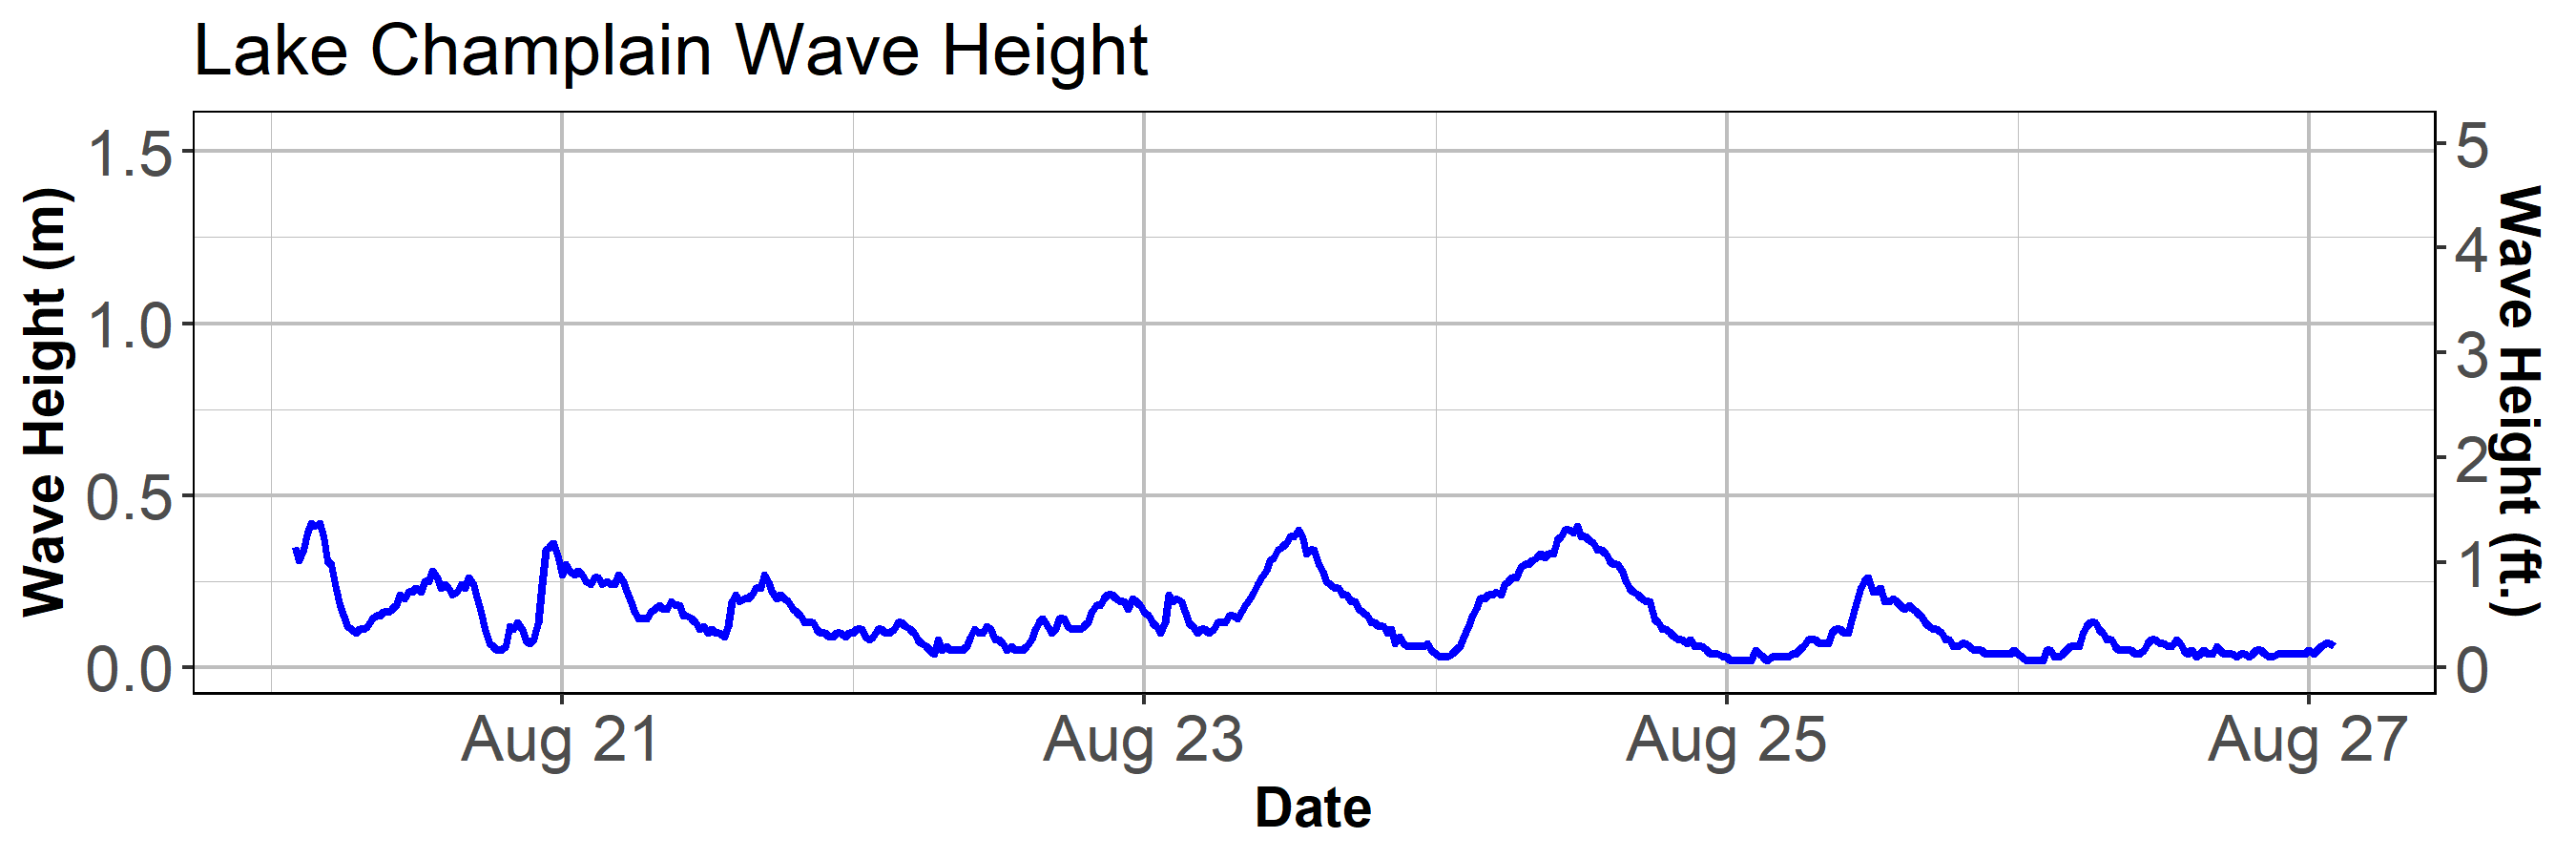 Lake Champlain Wave Height
Wave Height (m)
1.5
1.0
0.5
0.0
5
4
3
2
1
0
Wave Height (ft.)
Aug 21
Aug 23
Aug 25
Aug 27
Date